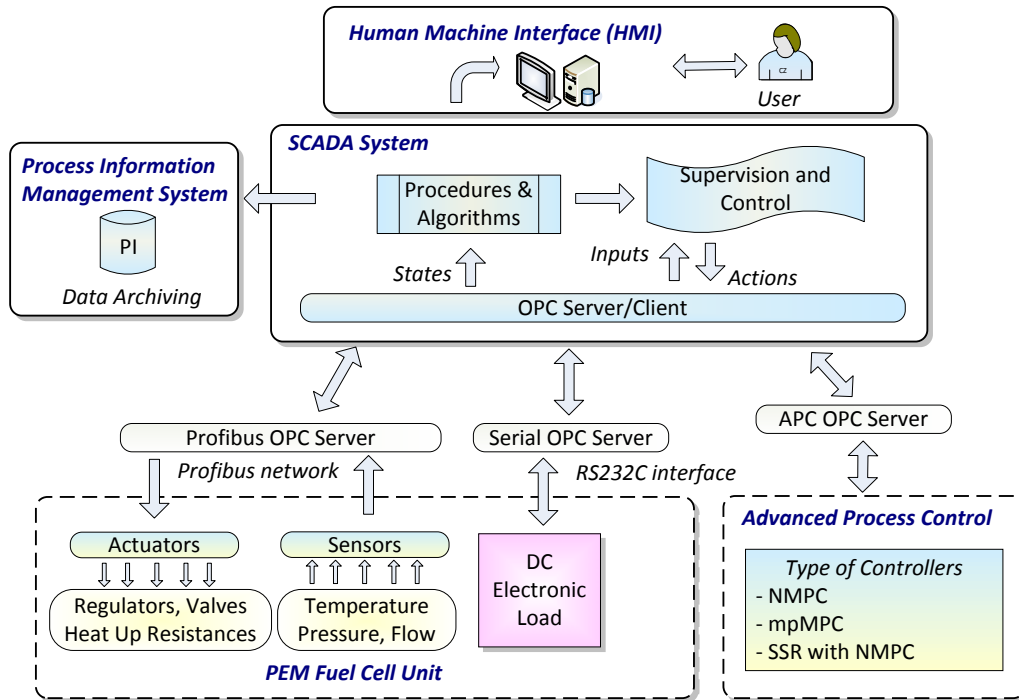 Human Machine Interface (HMI)
CZ
User
SCADA System
Process Information
Management System
PI
Data Archiving
Procedures &
Algorithms
Supervision and
Control
States
Inputs
Actions
OPC Server/Client
Profibus OPC Server
Serial OPC Server
APC OPC Server
Profibus network
RS232C interface
Actuators
Sensors
Regulators, Valves
Heat Up Resistances
Temperature
Pressure, Flow
DC
Electronic
Load
PEM Fuel Cell Unit
Advanced Process Control
Type of Controllers
- NMPC
- mpMPC
- SSR with NMPC